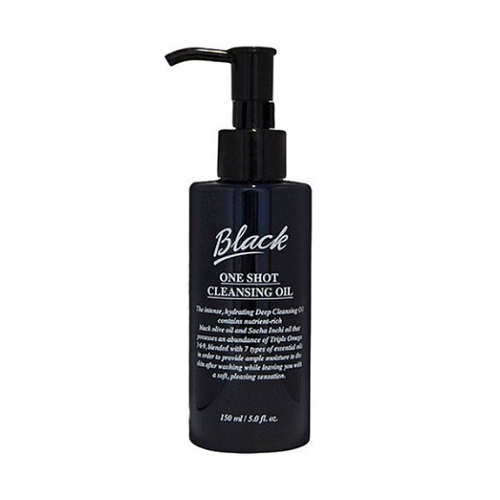 Black
ONE SHOT
CLEANSING OIL
The intense, hydrating Deep Cleansing Oil
contains nutrient-rich
black olive oil and Sacha Inchi oil that
possesses an abundance of Triple Omega
3-6-9, blended with 7 types of essential oils
in order to provide ample moisture to the
skin after washing while leaving you with
a soft, pleasing sensation.
150 ml / 5.0 fl. oz.